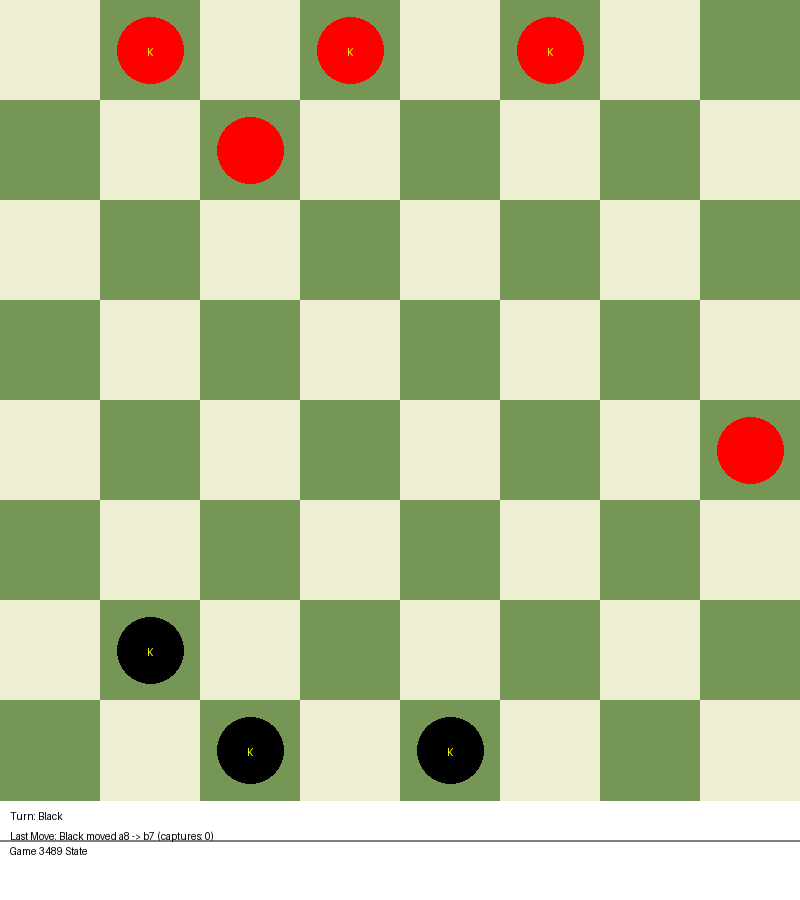 K K K
K
K K
Turn: Black
Last Move: Black moved a8 -> b7 (captures: 0)
Game 3489 State